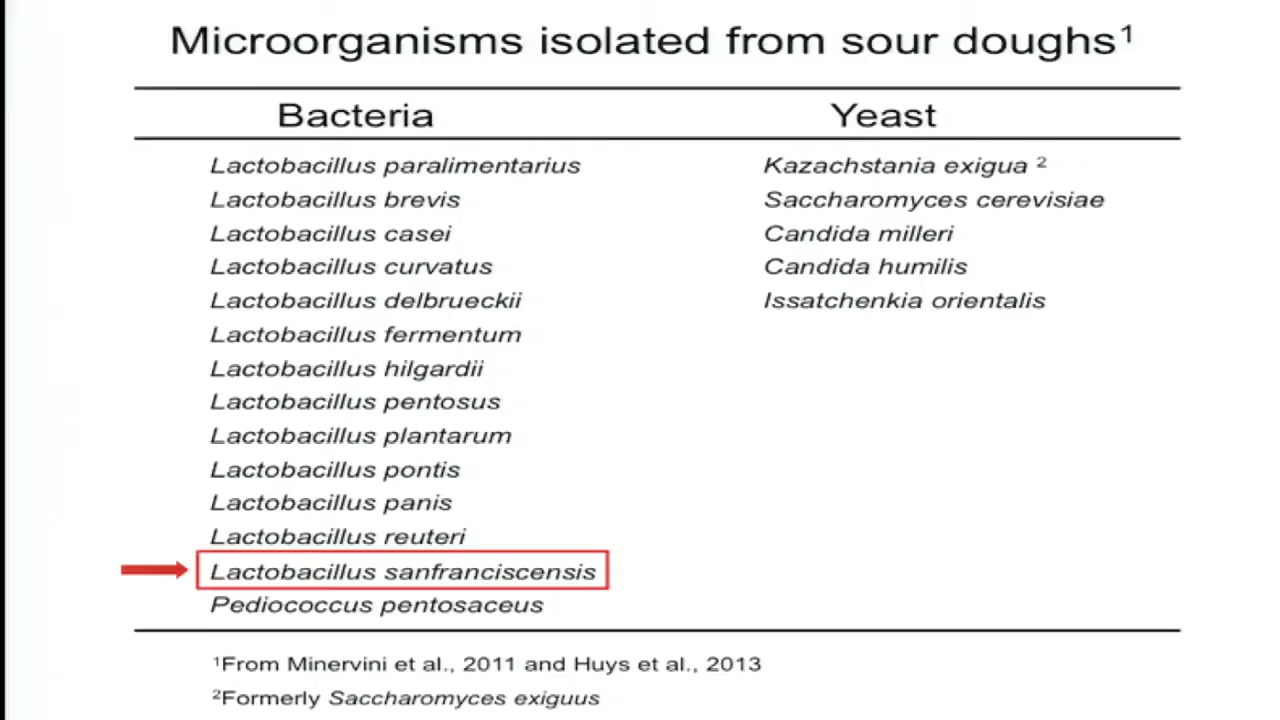 Microorganisms isolated from sour doughs¹
Bacteria Yeast
Lactobacillus paralimentarius Kazachstania exigua ²
Lactobacillus brevis Saccharomyces cerevisiae
Lactobacillus casei Candida milleri
Lactobacillus curvatus Candida humilis
Lactobacillus delbrueckii Issatchenkia orientalis
Lactobacillus fermentum
Lactobacillus hilgardii
Lactobacillus pentosus
Lactobacillus plantarum
Lactobacillus pontis
Lactobacillus panis
Lactobacillus reuteri
Lactobacillus sanfranciscensis
Pediococcus pentosaceus
¹From Minervini et al., 2011 and Huys et al., 2013
²Formerly Saccharomyces exiguus